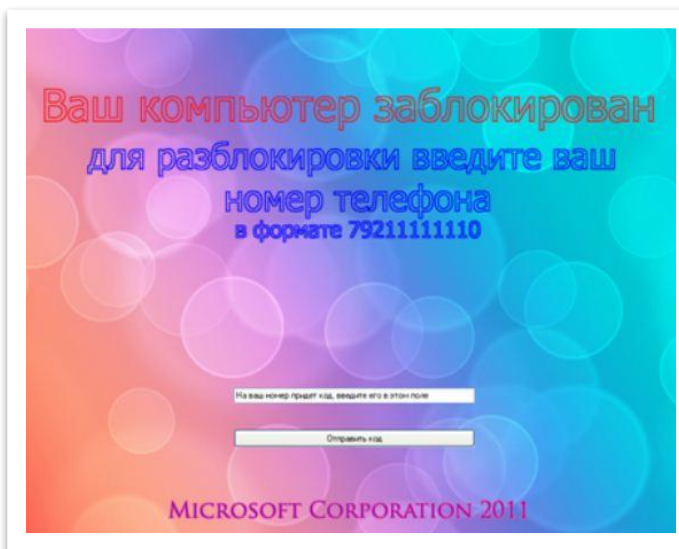 Ваш компьютер заблокирован
для разблокировки введите ваш
номер телефона
в формате 79211111110
На ваш номер придет код, введите его в этом поле
Отправить код
MICROSOFT CORPORATION 2011